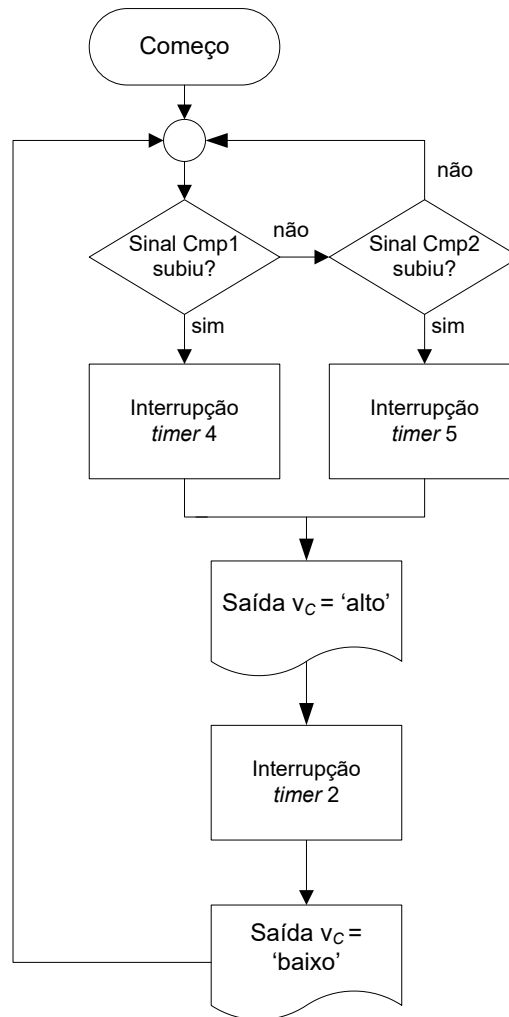 Começo
não
Sinal Cmp1
subiu?
não
Sinal Cmp2
subiu?
sim
sim
Interrupção
timer 4
Interrupção
timer 5
Saída vC = ‘alto’
Interrupção
timer 2
Saída vC =
‘baixo’